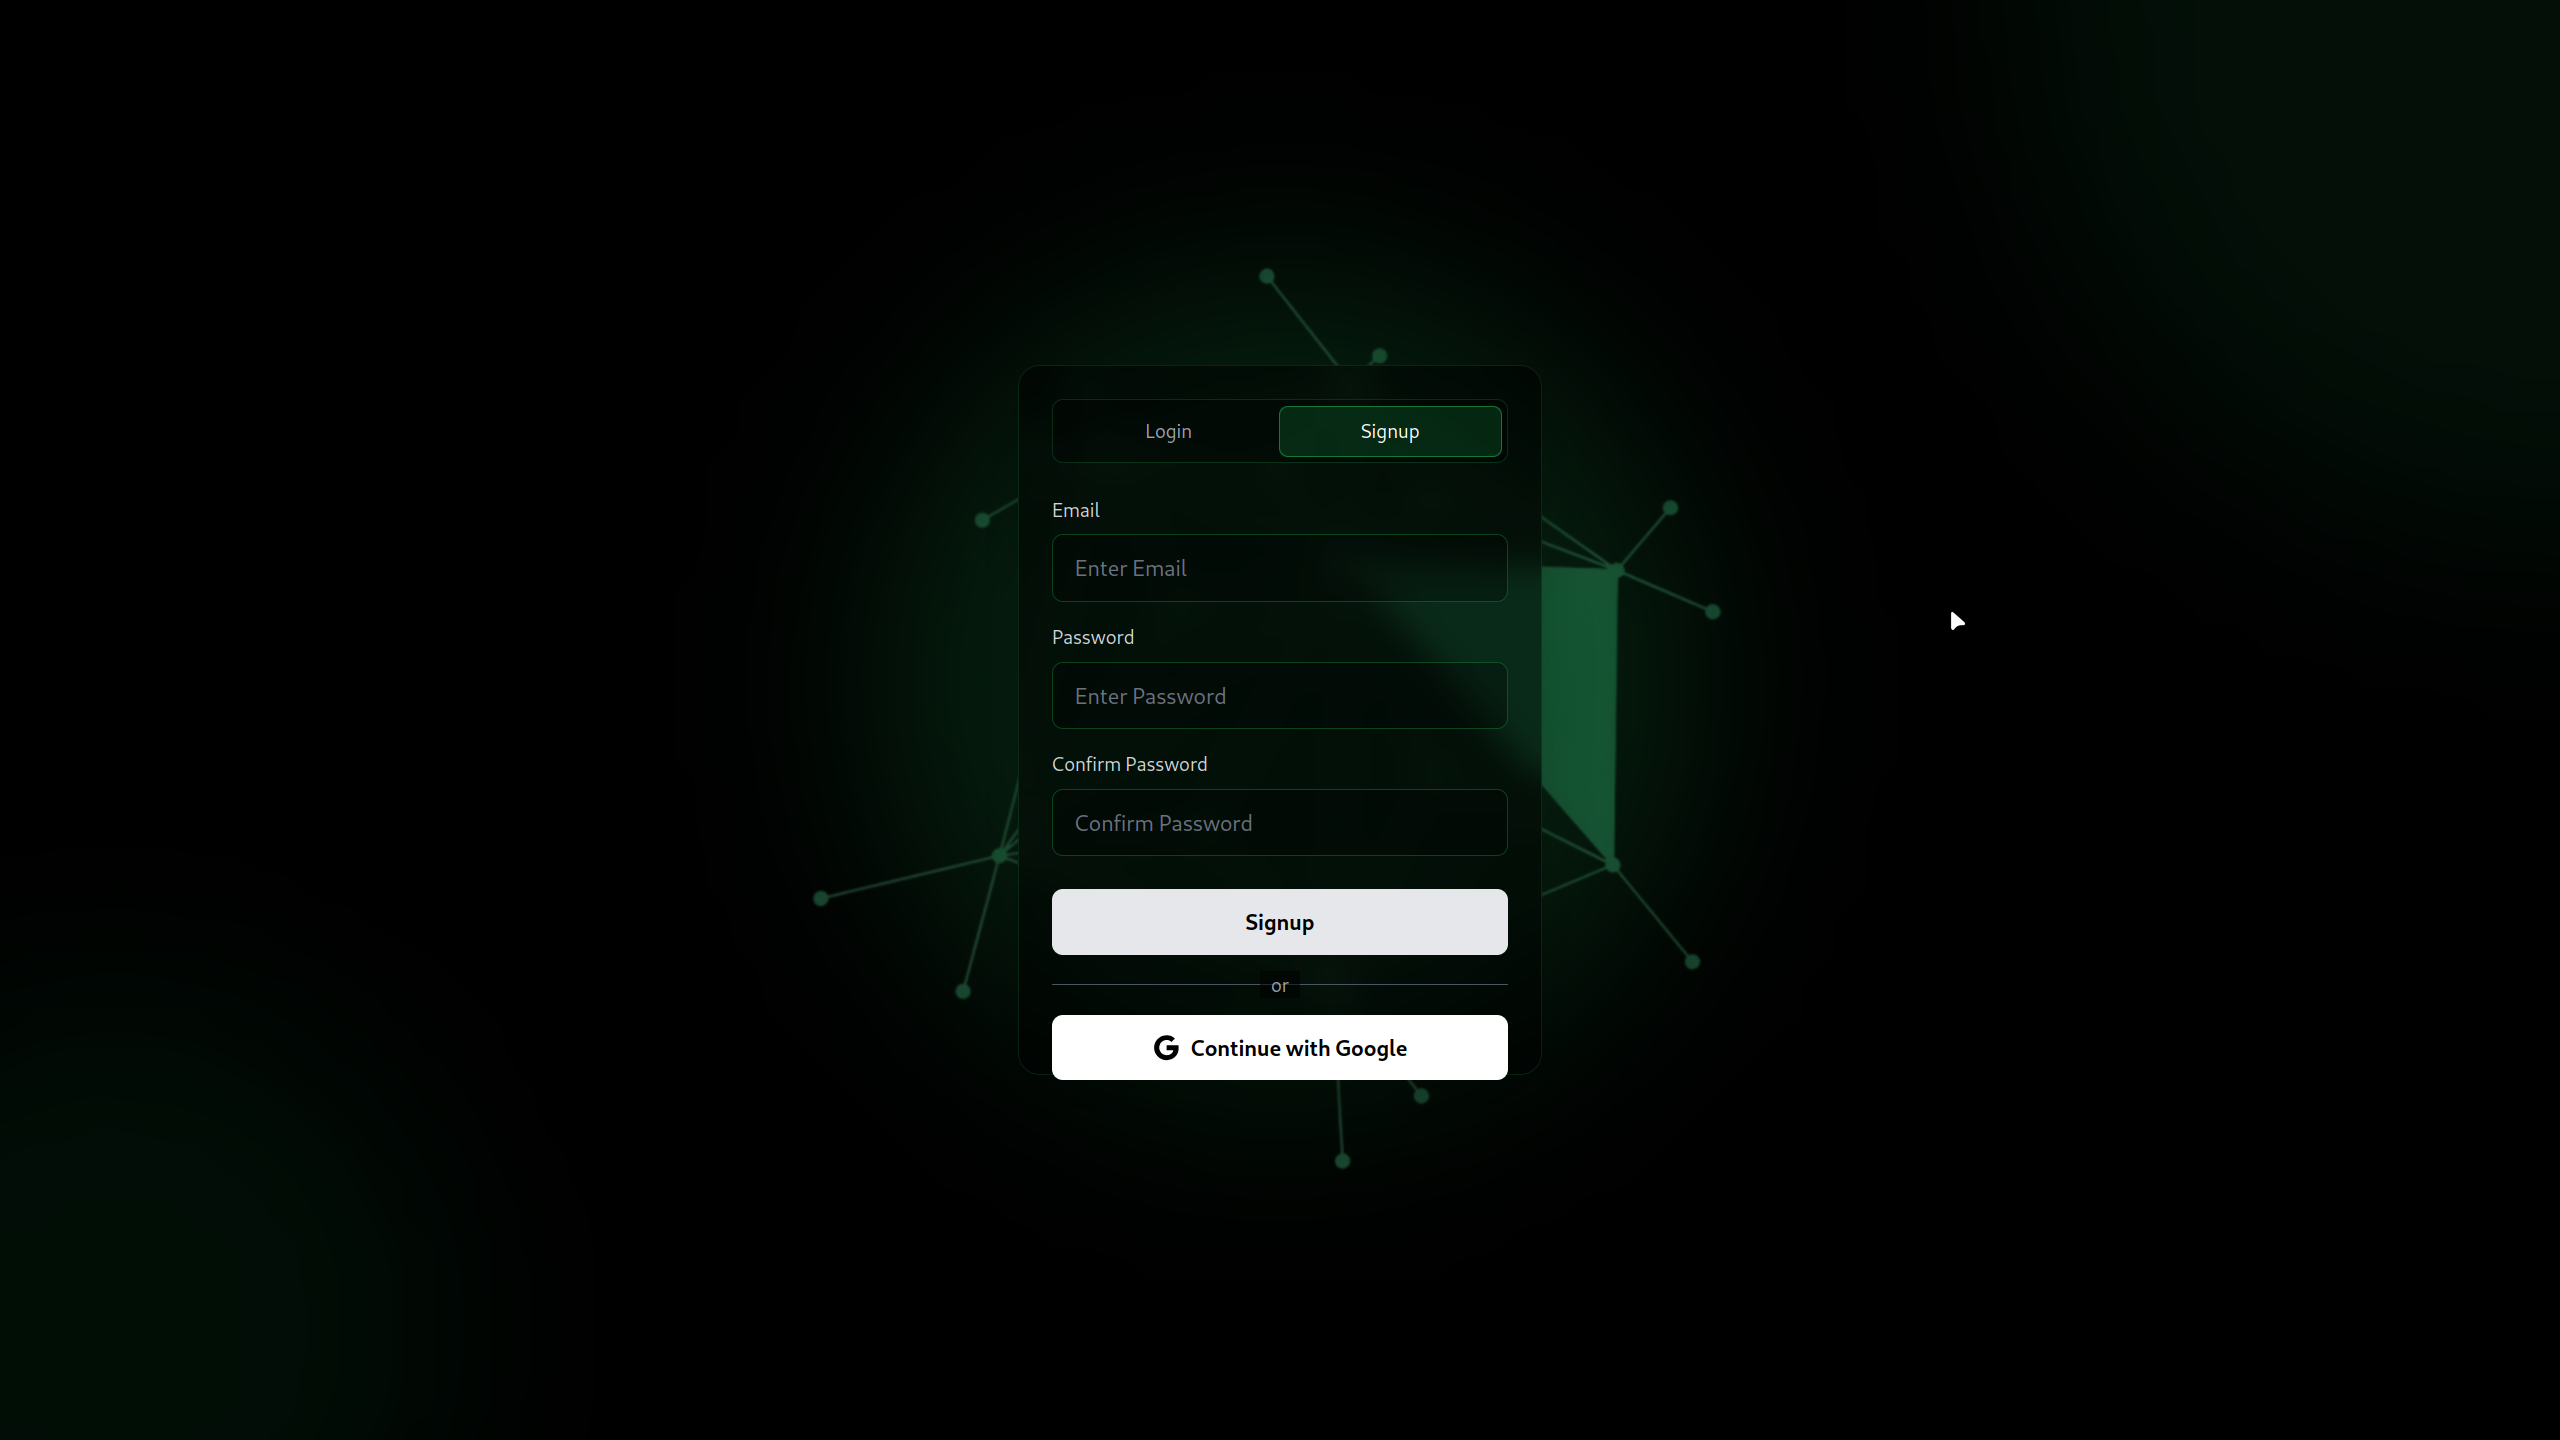 Login Signup
Email
Enter Email
Password
Enter Password
Confirm Password
Confirm Password
Signup
or
Continue with Google